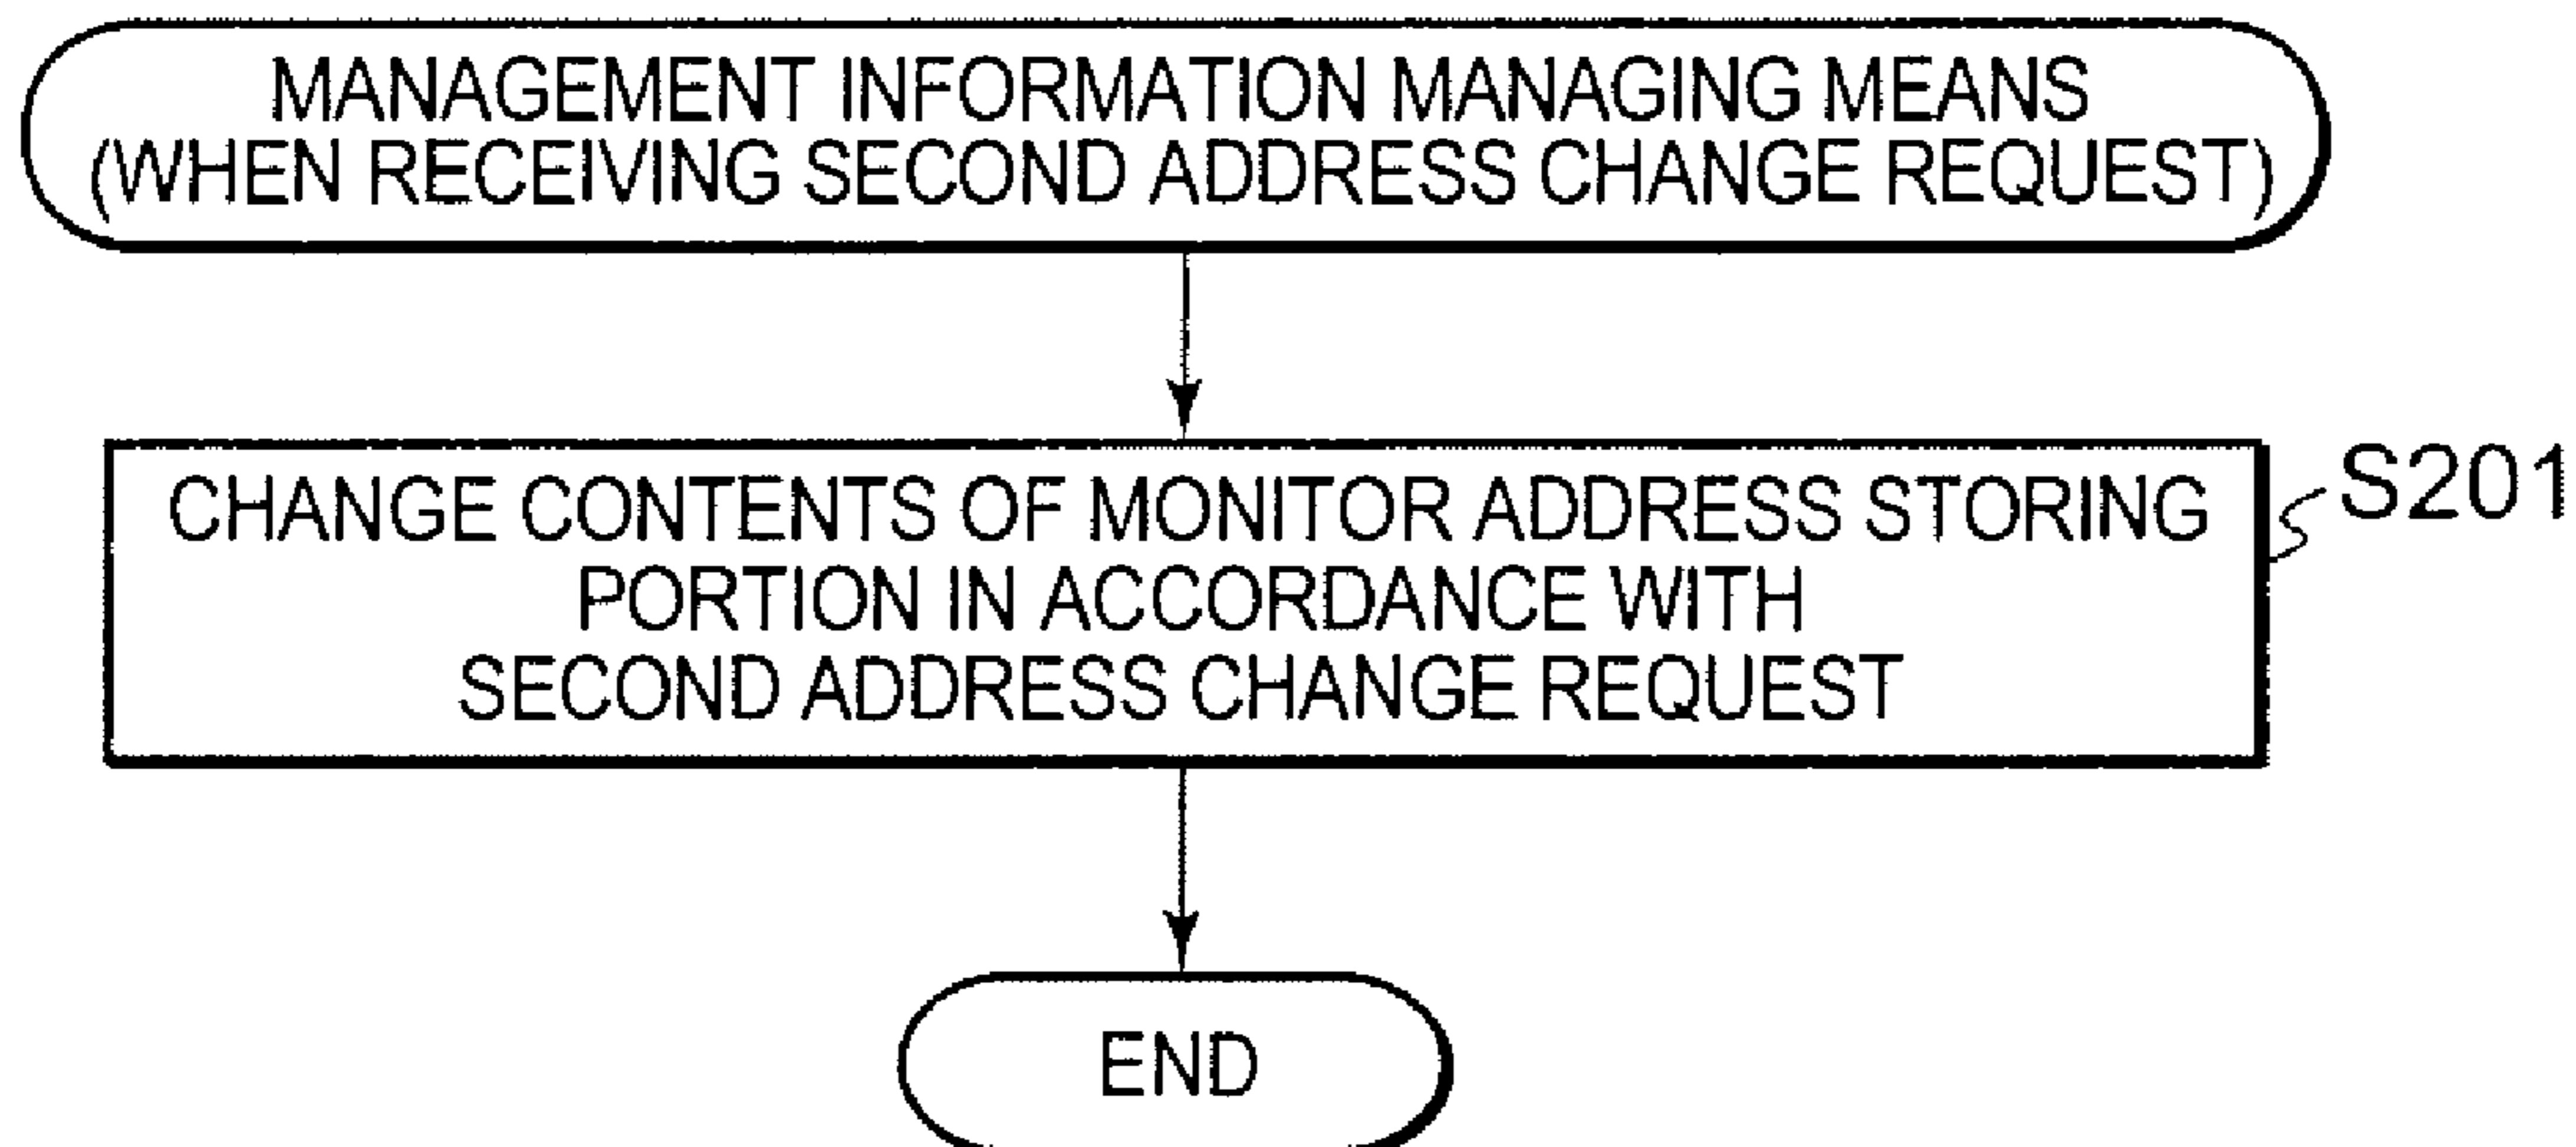 MANAGEMENT INFORMATION MANAGING MEANS
(WHEN RECEIVING SECOND ADDRESS CHANGE REQUEST)
CHANGE CONTENTS OF MONITOR ADDRESS STORING
PORTION IN ACCORDANCE WITH
SECOND ADDRESS CHANGE REQUEST
S201
END